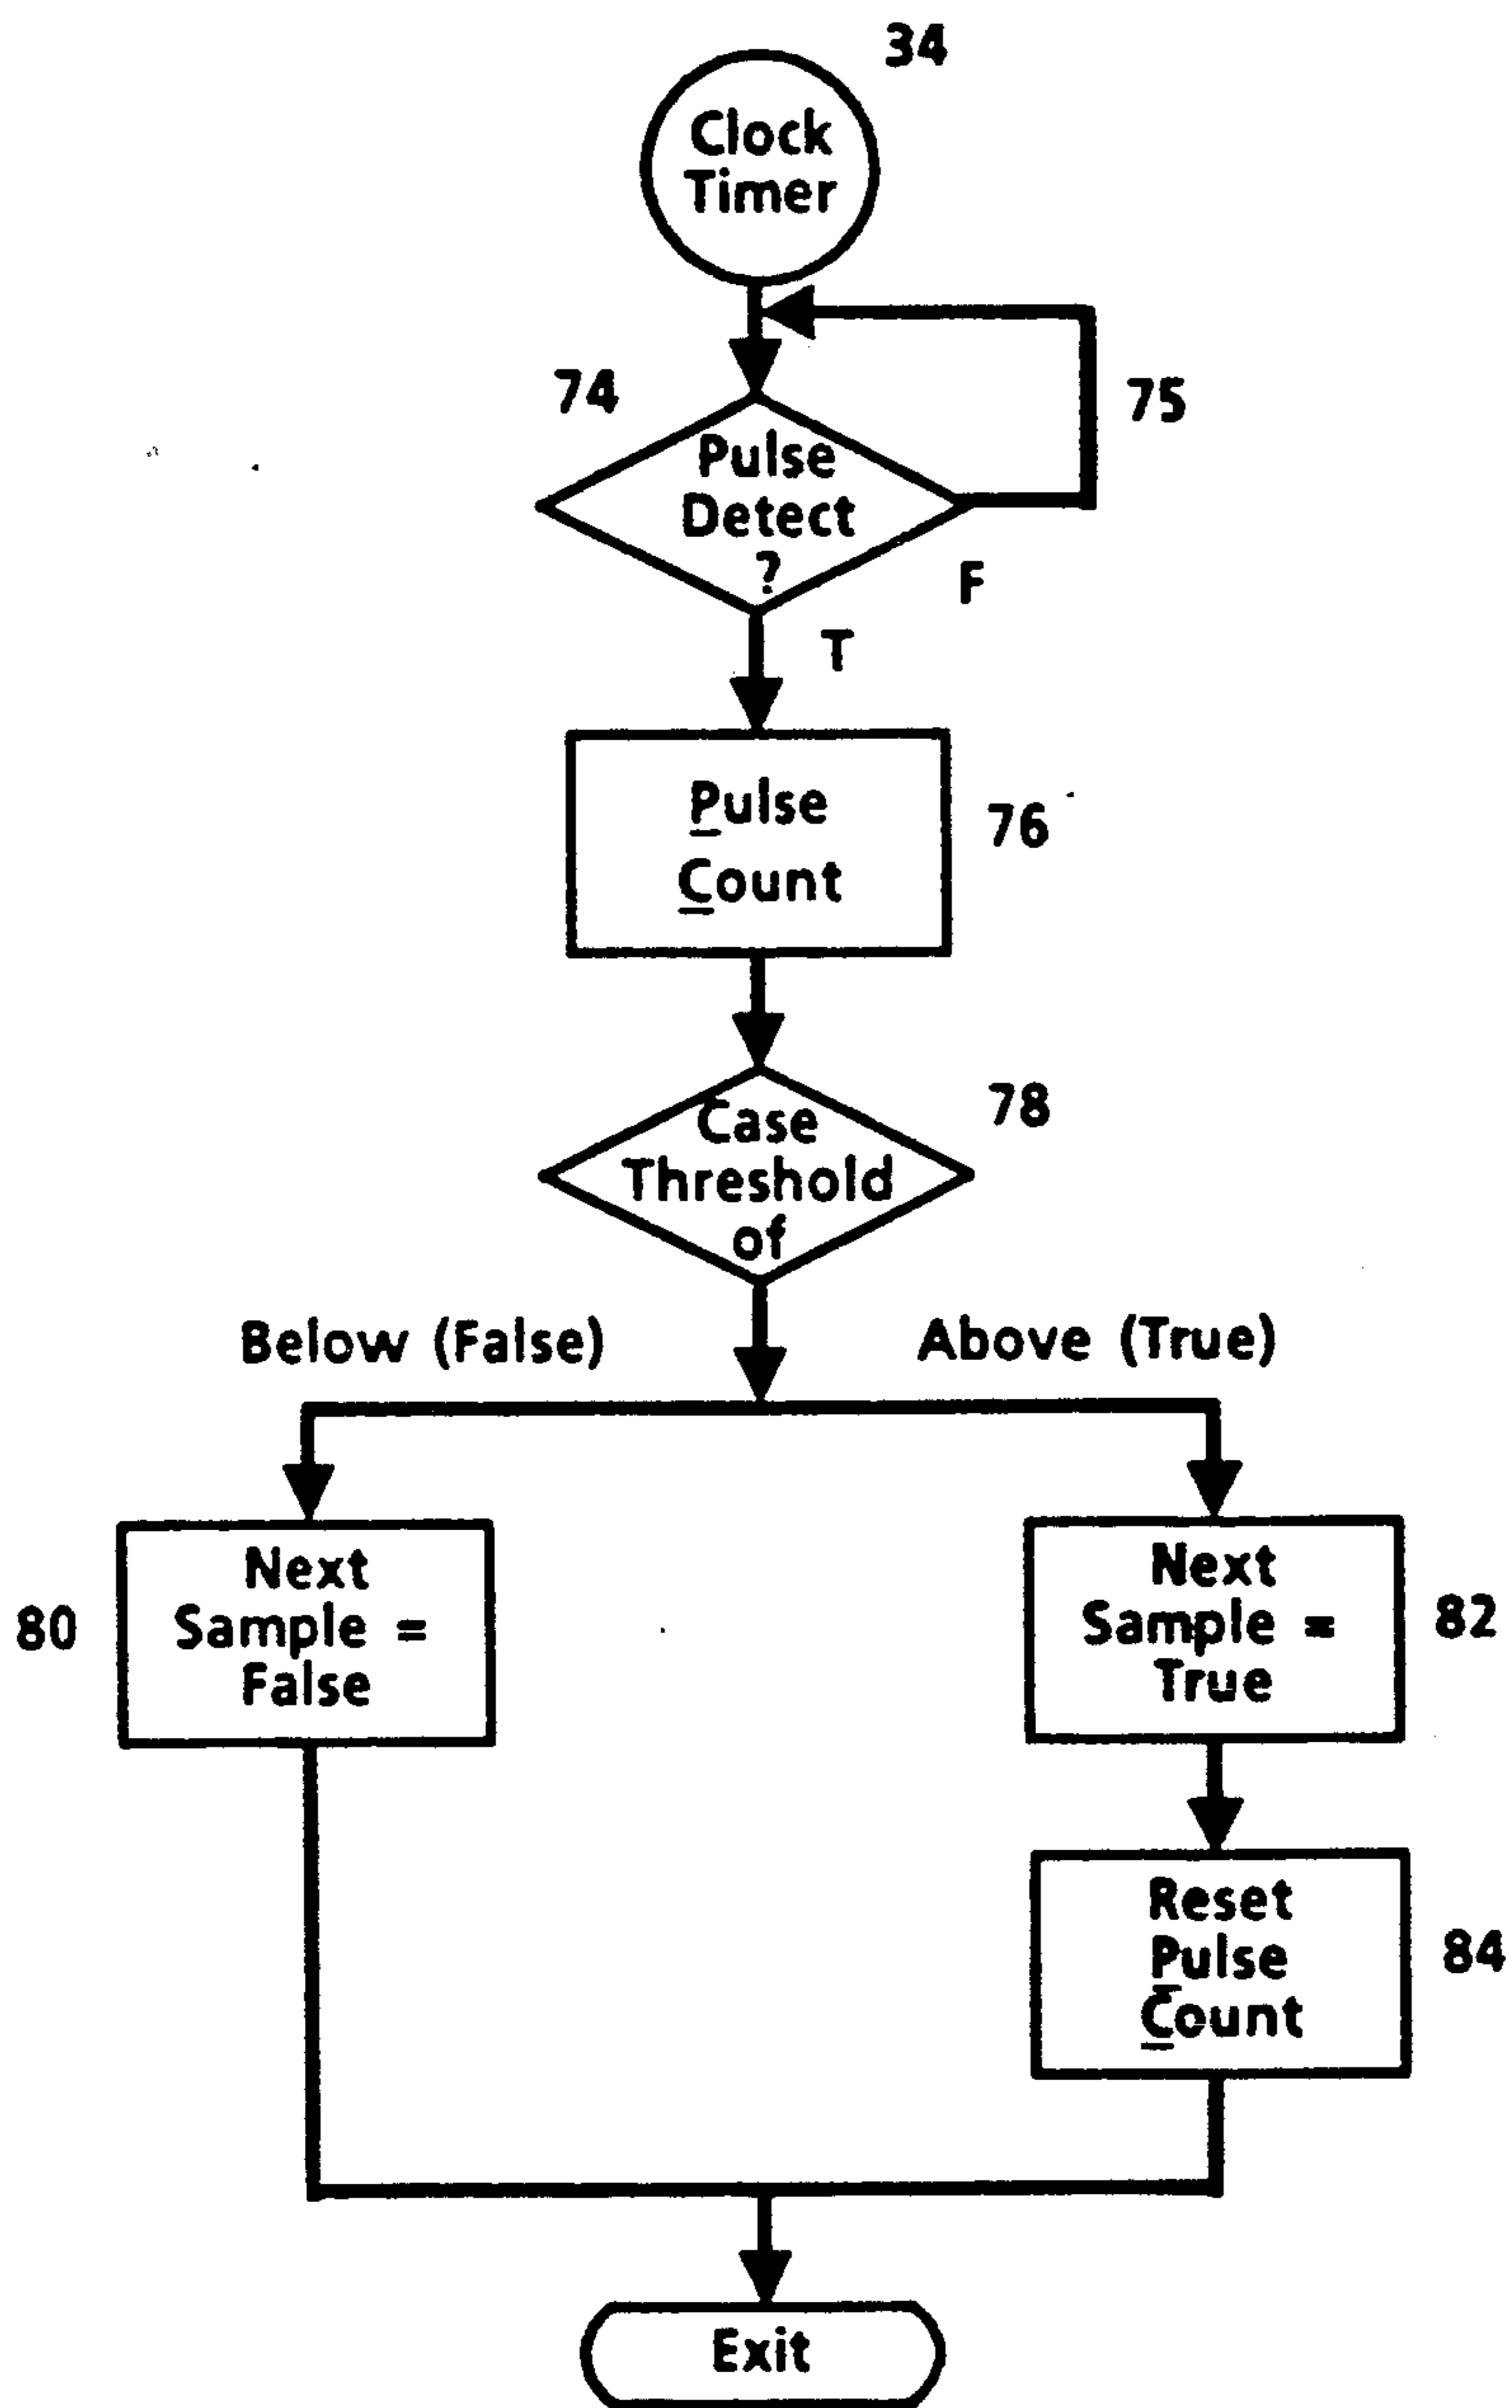 34
Clock
Timer
74
75
Pulse
Detect
?
F
T
Pulse
Count
76
Case
Threshold
of
78
Below (False)
Above (True)
80
Next
Sample =
False
Next
Sample =
True
82
Reset
Pulse
Count
84
Exit